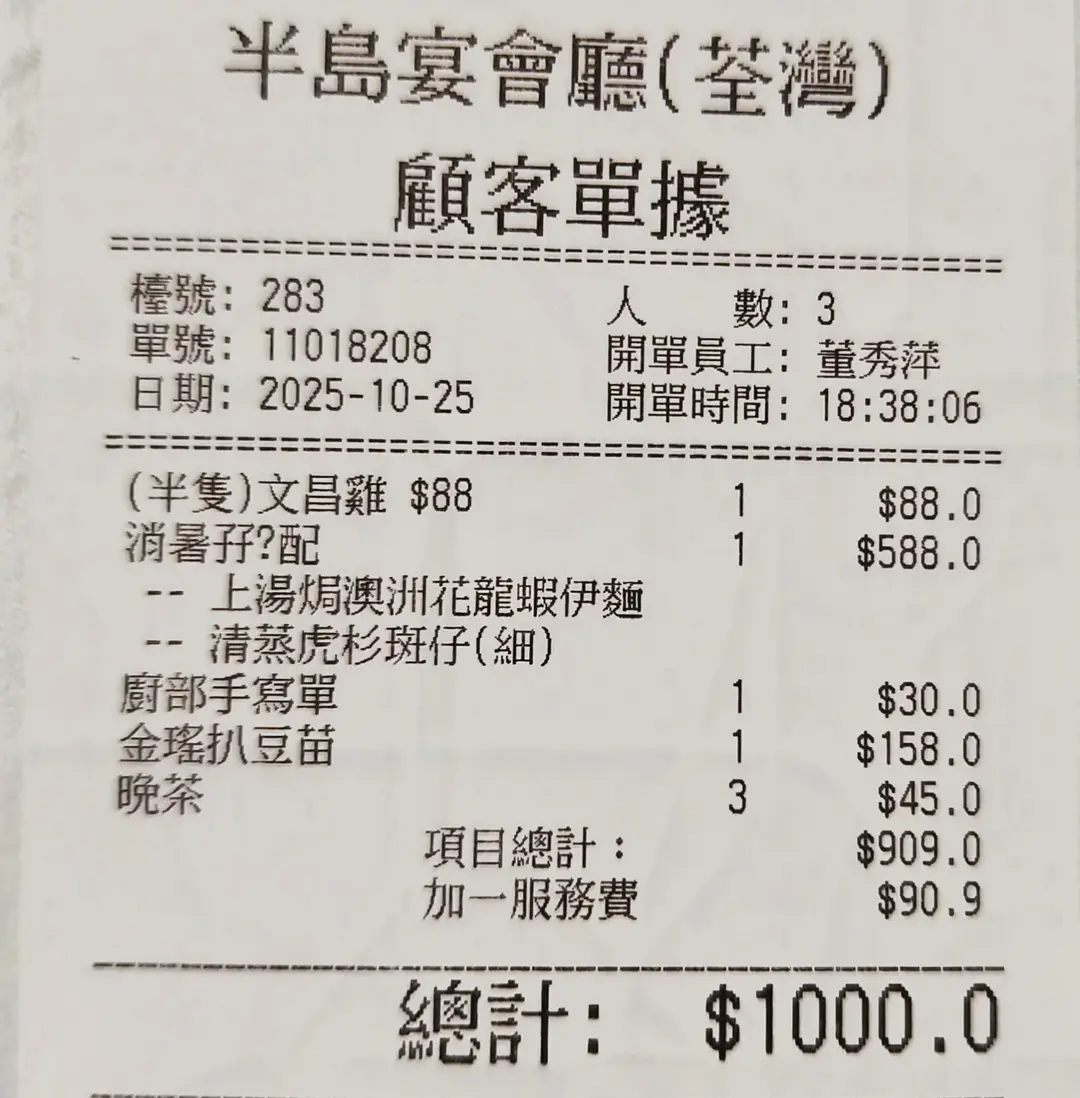 半島宴會廳(荃灣)
顧客單據
檯號: 283 人 數: 3
單號: 11018208 開單員工: 董秀萍
日期: 2025-10-25 開單時間: 18:38:06
(半隻)文昌雞 $88 1 $88.0
消暑孖?配 1 $588.0
-- 上湯焗澳洲花龍蝦伊麵
-- 清蒸虎杉斑仔(細)
廚部手寫單 1 $30.0
金瑤扒豆苗 1 $158.0
晚茶 3 $45.0
項目總計: $909.0
加一服務費 $90.9
總計: $1000.0